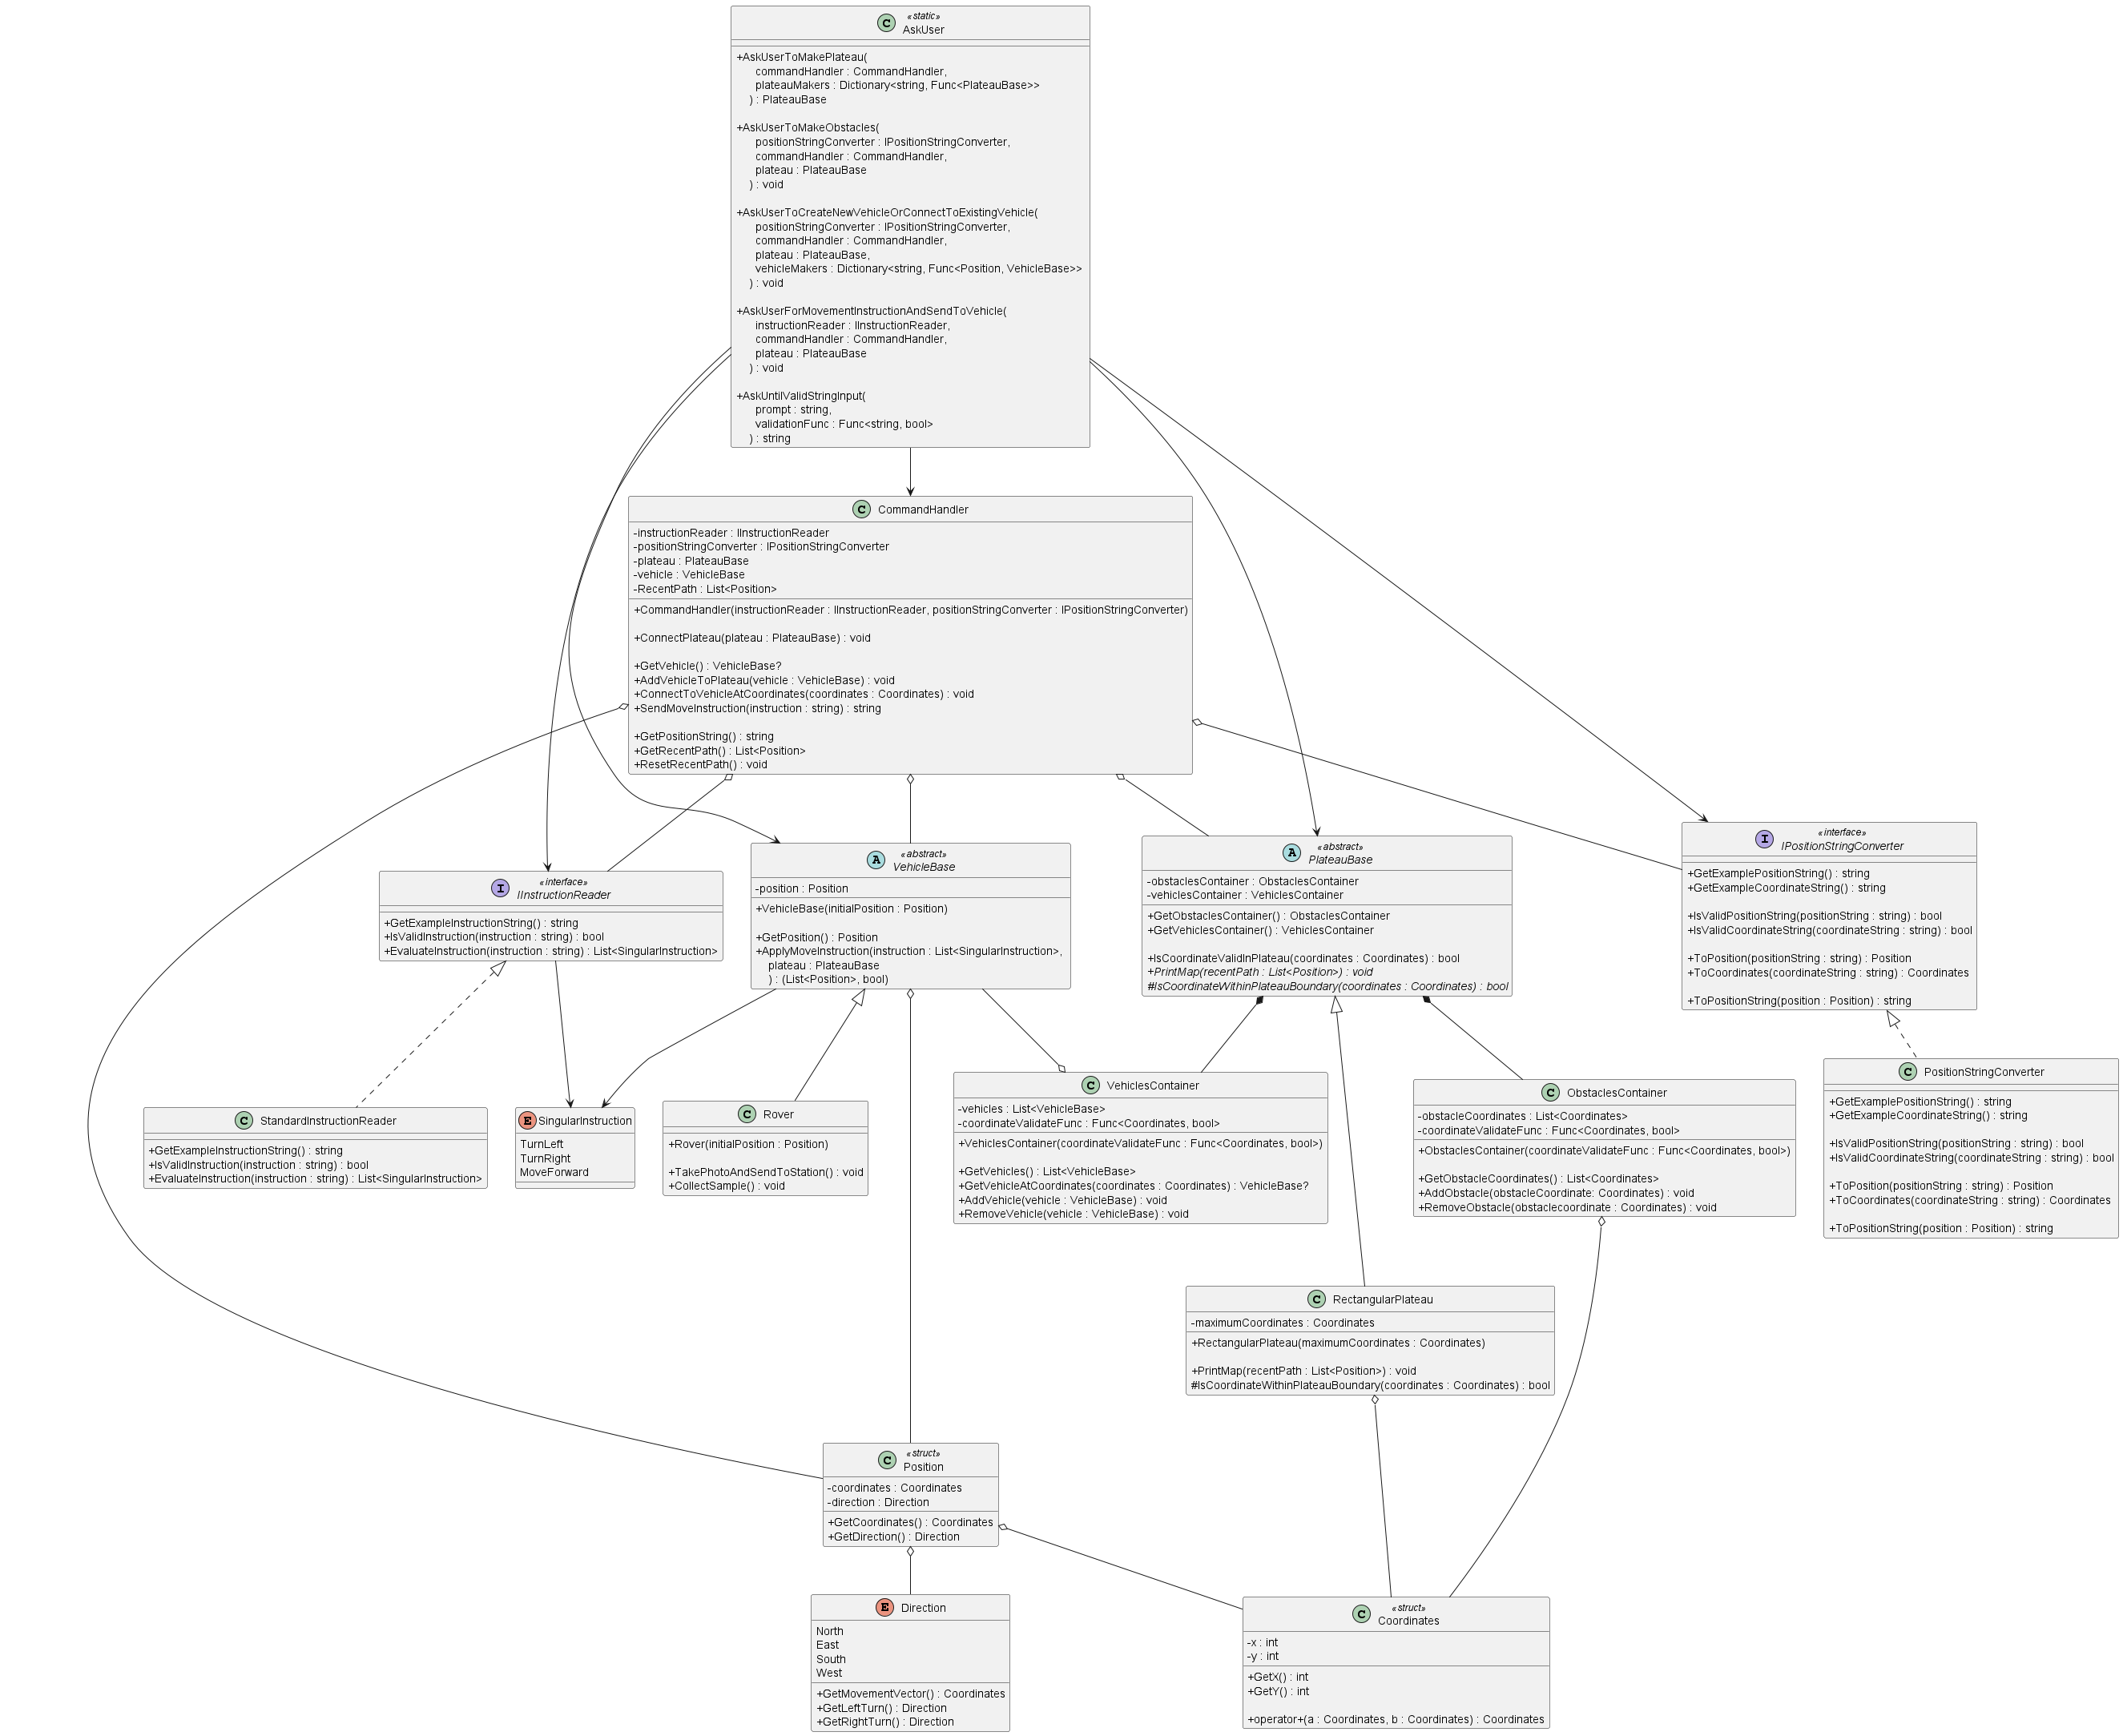 C «static»
AskUser
+AskUserToMakePlateau(
commandHandler : CommandHandler,
plateauMakers : Dictionary<string, Func<PlateauBase>>
) : PlateauBase
+AskUserToMakeObstacles(
positionStringConverter : IPositionStringConverter,
commandHandler : CommandHandler,
plateau : PlateauBase
) : void
+AskUserToCreateNewVehicleOrConnectToExistingVehicle(
positionStringConverter : IPositionStringConverter,
commandHandler : CommandHandler,
plateau : PlateauBase,
vehicleMakers : Dictionary<string, Func<Position, VehicleBase>>
) : void
+AskUserForMovementInstructionAndSendToVehicle(
instructionReader : IInstructionReader,
commandHandler : CommandHandler,
plateau : PlateauBase
) : void
+AskUntilValidStringInput(
prompt : string,
validationFunc : Func<string, bool>
) : string
C CommandHandler
-instructionReader : IInstructionReader
-positionStringConverter : IPositionStringConverter
-plateau : PlateauBase
-vehicle : VehicleBase
-RecentPath : List<Position>
+CommandHandler(instructionReader : IInstructionReader, positionStringConverter : IPositionStringConverter)
+ConnectPlateau(plateau : PlateauBase) : void
+GetVehicle() : VehicleBase?
+AddVehicleToPlateau(vehicle : VehicleBase) : void
+ConnectToVehicleAtCoordinates(coordinates : Coordinates) : void
+SendMoveInstruction(instruction : string) : string
+GetPositionString() : string
+GetRecentPath() : List<Position>
+ResetRecentPath() : void
I «interface»
IInstructionReader
+GetExampleInstructionString() : string
+IsValidInstruction(instruction : string) : bool
+EvaluateInstruction(instruction : string) : List<SingularInstruction>
A «abstract»
VehicleBase
-position : Position
+VehicleBase(initialPosition : Position)
+GetPosition() : Position
+ApplyMoveInstruction(instruction : List<SingularInstruction>,
plateau : PlateauBase
) : (List<Position>, bool)
A «abstract»
PlateauBase
-obstaclesContainer : ObstaclesContainer
-vehiclesContainer : VehiclesContainer
+GetObstaclesContainer() : ObstaclesContainer
+GetVehiclesContainer() : VehiclesContainer
+IsCoordinateValidInPlateau(coordinates : Coordinates) : bool
+PrintMap(recentPath : List<Position>) : void
#IsCoordinateWithinPlateauBoundary(coordinates : Coordinates) : bool
I «interface»
IPositionStringConverter
+GetExamplePositionString() : string
+GetExampleCoordinateString() : string
+IsValidPositionString(positionString : string) : bool
+IsValidCoordinateString(coordinateString : string) : bool
+ToPosition(positionString : string) : Position
+ToCoordinates(coordinateString : string) : Coordinates
+ToPositionString(position : Position) : string
C StandardInstructionReader
+GetExampleInstructionString() : string
+IsValidInstruction(instruction : string) : bool
+EvaluateInstruction(instruction : string) : List<SingularInstruction>
E SingularInstruction
TurnLeft
TurnRight
MoveForward
C Rover
+Rover(initialPosition : Position)
+TakePhotoAndSendToStation() : void
+CollectSample() : void
C VehiclesContainer
-vehicles : List<VehicleBase>
-coordinateValidateFunc : Func<Coordinates, bool>
+VehiclesContainer(coordinateValidateFunc : Func<Coordinates, bool>)
+GetVehicles() : List<VehicleBase>
+GetVehicleAtCoordinates(coordinates : Coordinates) : VehicleBase?
+AddVehicle(vehicle : VehicleBase) : void
+RemoveVehicle(vehicle : VehicleBase) : void
C ObstaclesContainer
-obstacleCoordinates : List<Coordinates>
-coordinateValidateFunc : Func<Coordinates, bool>
+ObstaclesContainer(coordinateValidateFunc : Func<Coordinates, bool>)
+GetObstacleCoordinates() : List<Coordinates>
+AddObstacle(obstacleCoordinate: Coordinates) : void
+RemoveObstacle(obstaclecoordinate : Coordinates) : void
C PositionStringConverter
+GetExamplePositionString() : string
+GetExampleCoordinateString() : string
+IsValidPositionString(positionString : string) : bool
+IsValidCoordinateString(coordinateString : string) : bool
+ToPosition(positionString : string) : Position
+ToCoordinates(coordinateString : string) : Coordinates
+ToPositionString(position : Position) : string
C RectangularPlateau
-maximumCoordinates : Coordinates
+RectangularPlateau(maximumCoordinates : Coordinates)
+PrintMap(recentPath : List<Position>) : void
#IsCoordinateWithinPlateauBoundary(coordinates : Coordinates) : bool
C «struct»
Position
-coordinates : Coordinates
-direction : Direction
+GetCoordinates() : Coordinates
+GetDirection() : Direction
E Direction
North
East
South
West
+GetMovementVector() : Coordinates
+GetLeftTurn() : Direction
+GetRightTurn() : Direction
C «struct»
Coordinates
-x : int
-y : int
+GetX() : int
+GetY() : int
+operator+(a : Coordinates, b : Coordinates) : Coordinates